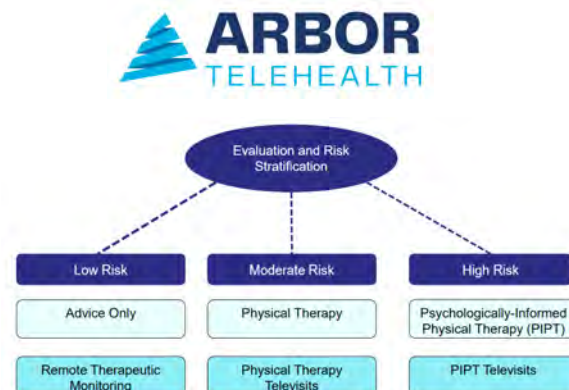 ARBOR
TELEHEALTH
Evaluation and Risk
Stratification
Low Risk
Moderate Risk
High Risk
Advice Only
Physical Therapy
Psychologically-Informed
Physical Therapy (PIPT)
Remote Therapeutic
Monitoring
Physical Therapy
Televisits
PIPT Televisits